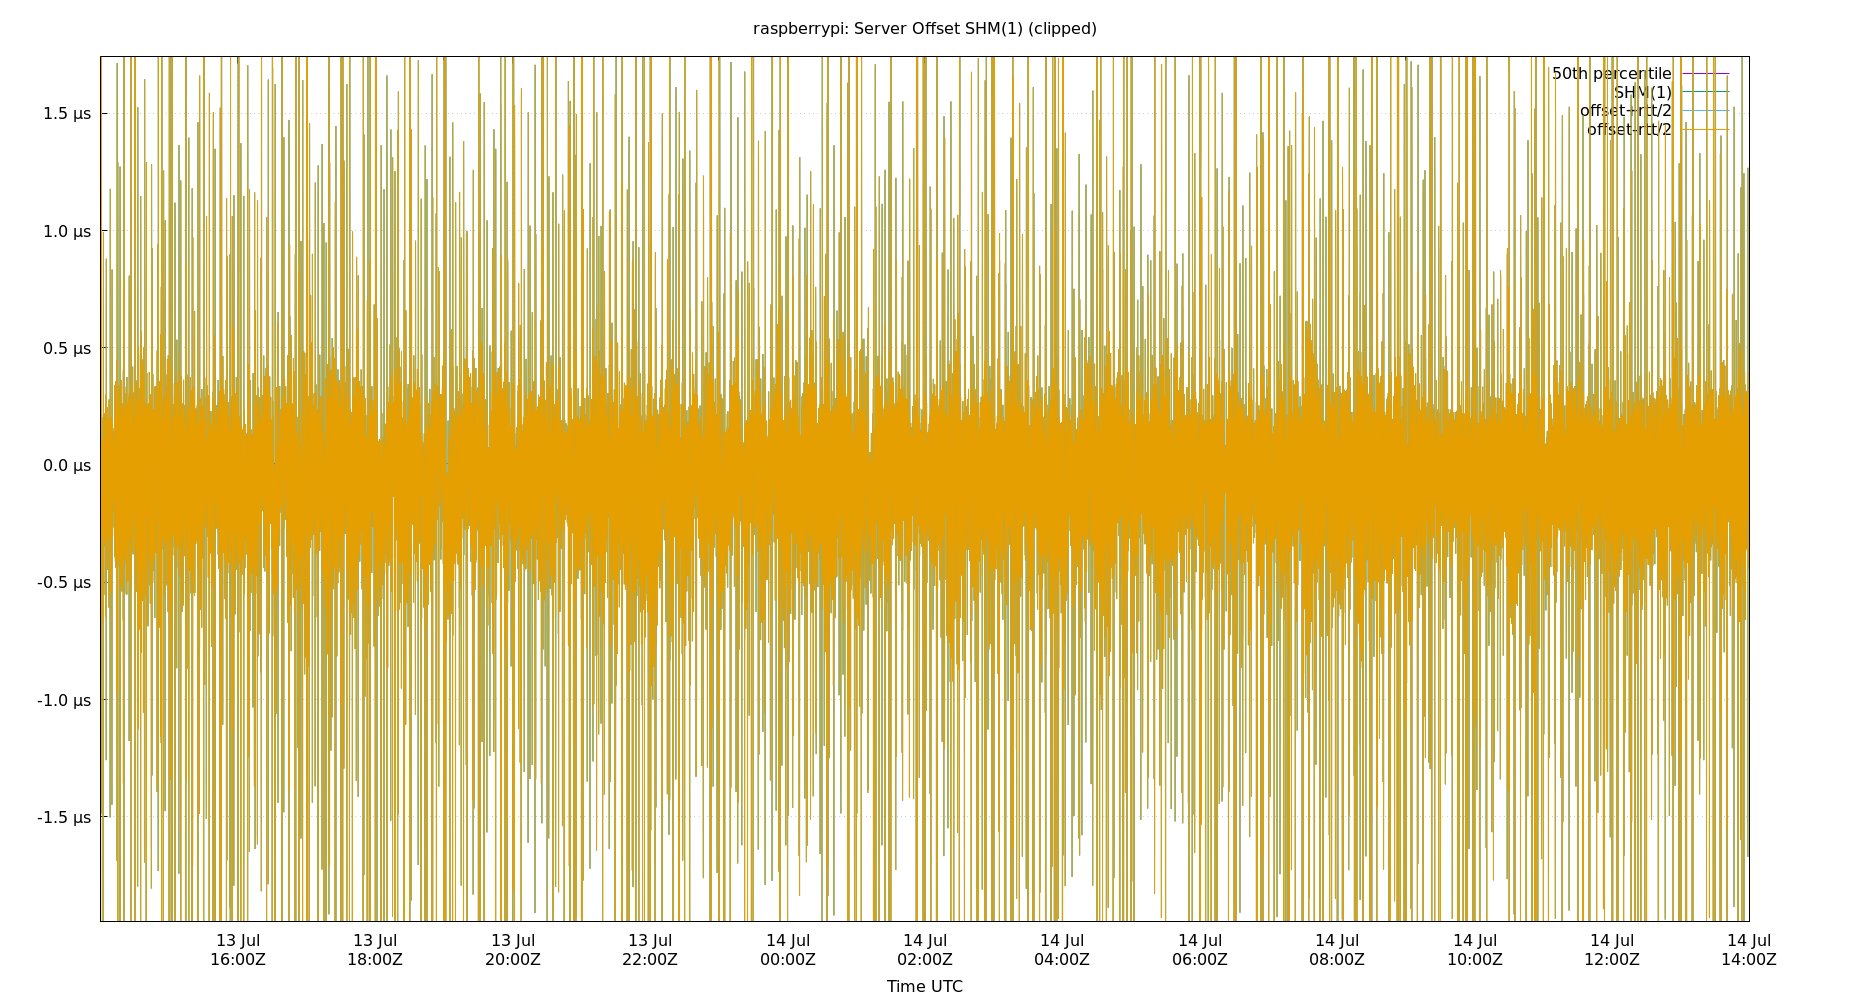 raspberrypi: Server Offset SHM(1) (clipped)
50th percentile
SHM(1)
offset+rtt/2
offset-rtt/2
1.5 µs
1.0 µs
0.5 µs
0.0 µs
-0.5 µs
-1.0 µs
-1.5 µs
13 Jul 13 Jul 13 Jul 13 Jul 14 Jul 14 Jul 14 Jul 14 Jul 14 Jul 14 Jul 14 Jul 14 Jul
16:00Z 18:00Z 20:00Z 22:00Z 00:00Z 02:00Z 04:00Z 06:00Z 08:00Z 10:00Z 12:00Z 14:00Z
Time UTC